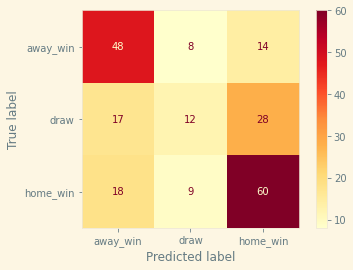 True label
away_win 48 8 14
draw 17 12 28
home_win 18 9 60
away_win draw home_win
Predicted label
60
50
40
30
20
10